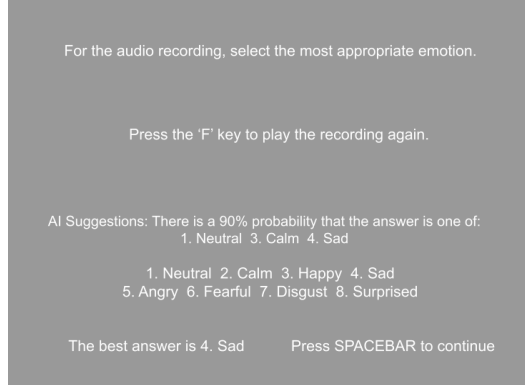 For the audio recording, select the most appropriate emotion.
Press the ‘F’ key to play the recording again.
AI Suggestions: There is a 90% probability that the answer is one of:
1. Neutral 3. Calm 4. Sad
1. Neutral 2. Calm 3. Happy 4. Sad
5. Angry 6. Fearful 7. Disgust 8. Surprised
The best answer is 4. Sad Press SPACEBAR to continue